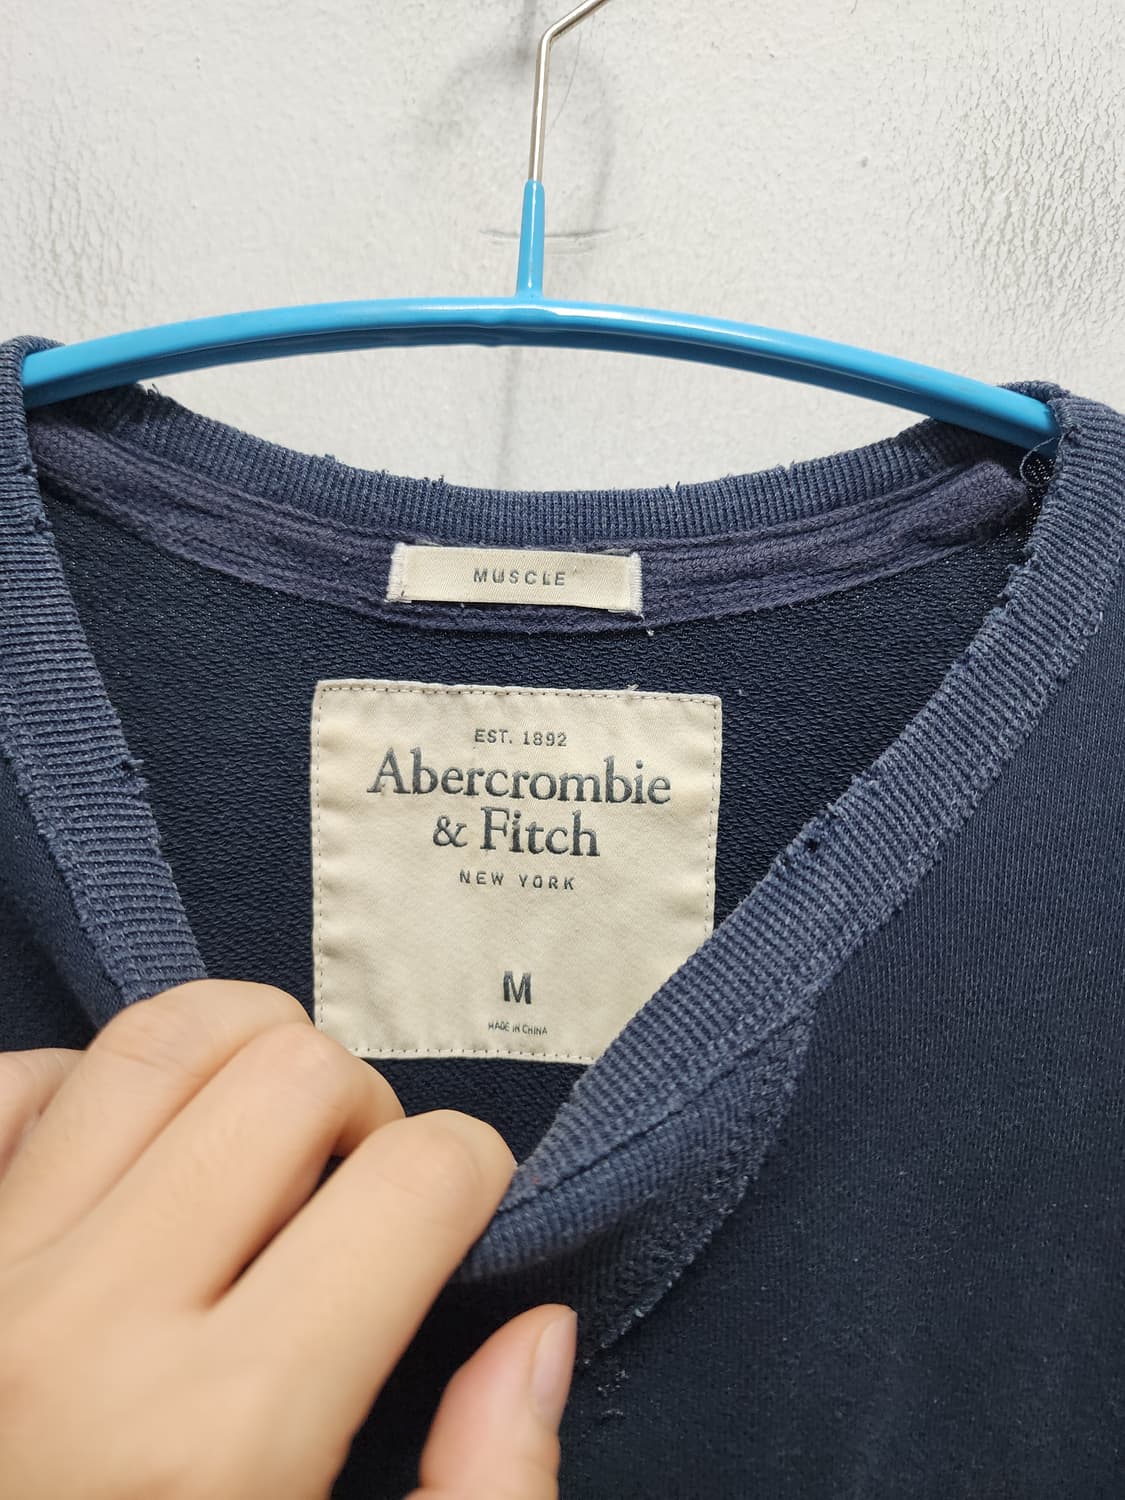 MUSCLE
EST. 1892
Abercrombie
& Fitch
NEW YORK
M
MADE IN CHINA